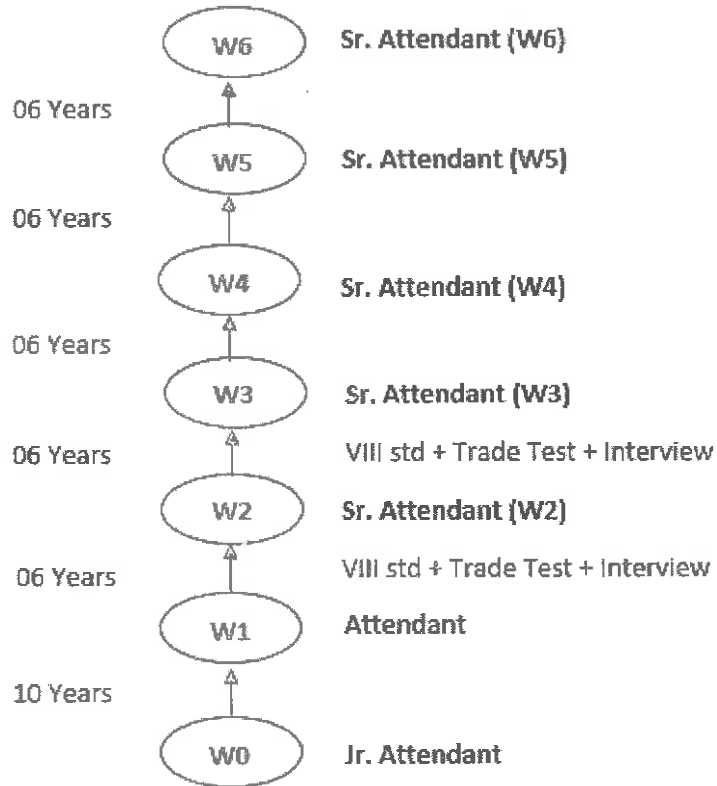 W6 Sr. Attendant (W6)
06 Years
W5 Sr. Attendant (W5)
06 Years
W4 Sr. Attendant (W4)
06 Years
W3 Sr. Attendant (W3)
06 Years VIII std + Trade Test + Interview
W2 Sr. Attendant (W2)
06 Years VIII std + Trade Test + Interview
W1 Attendant
10 Years
W0 Jr. Attendant